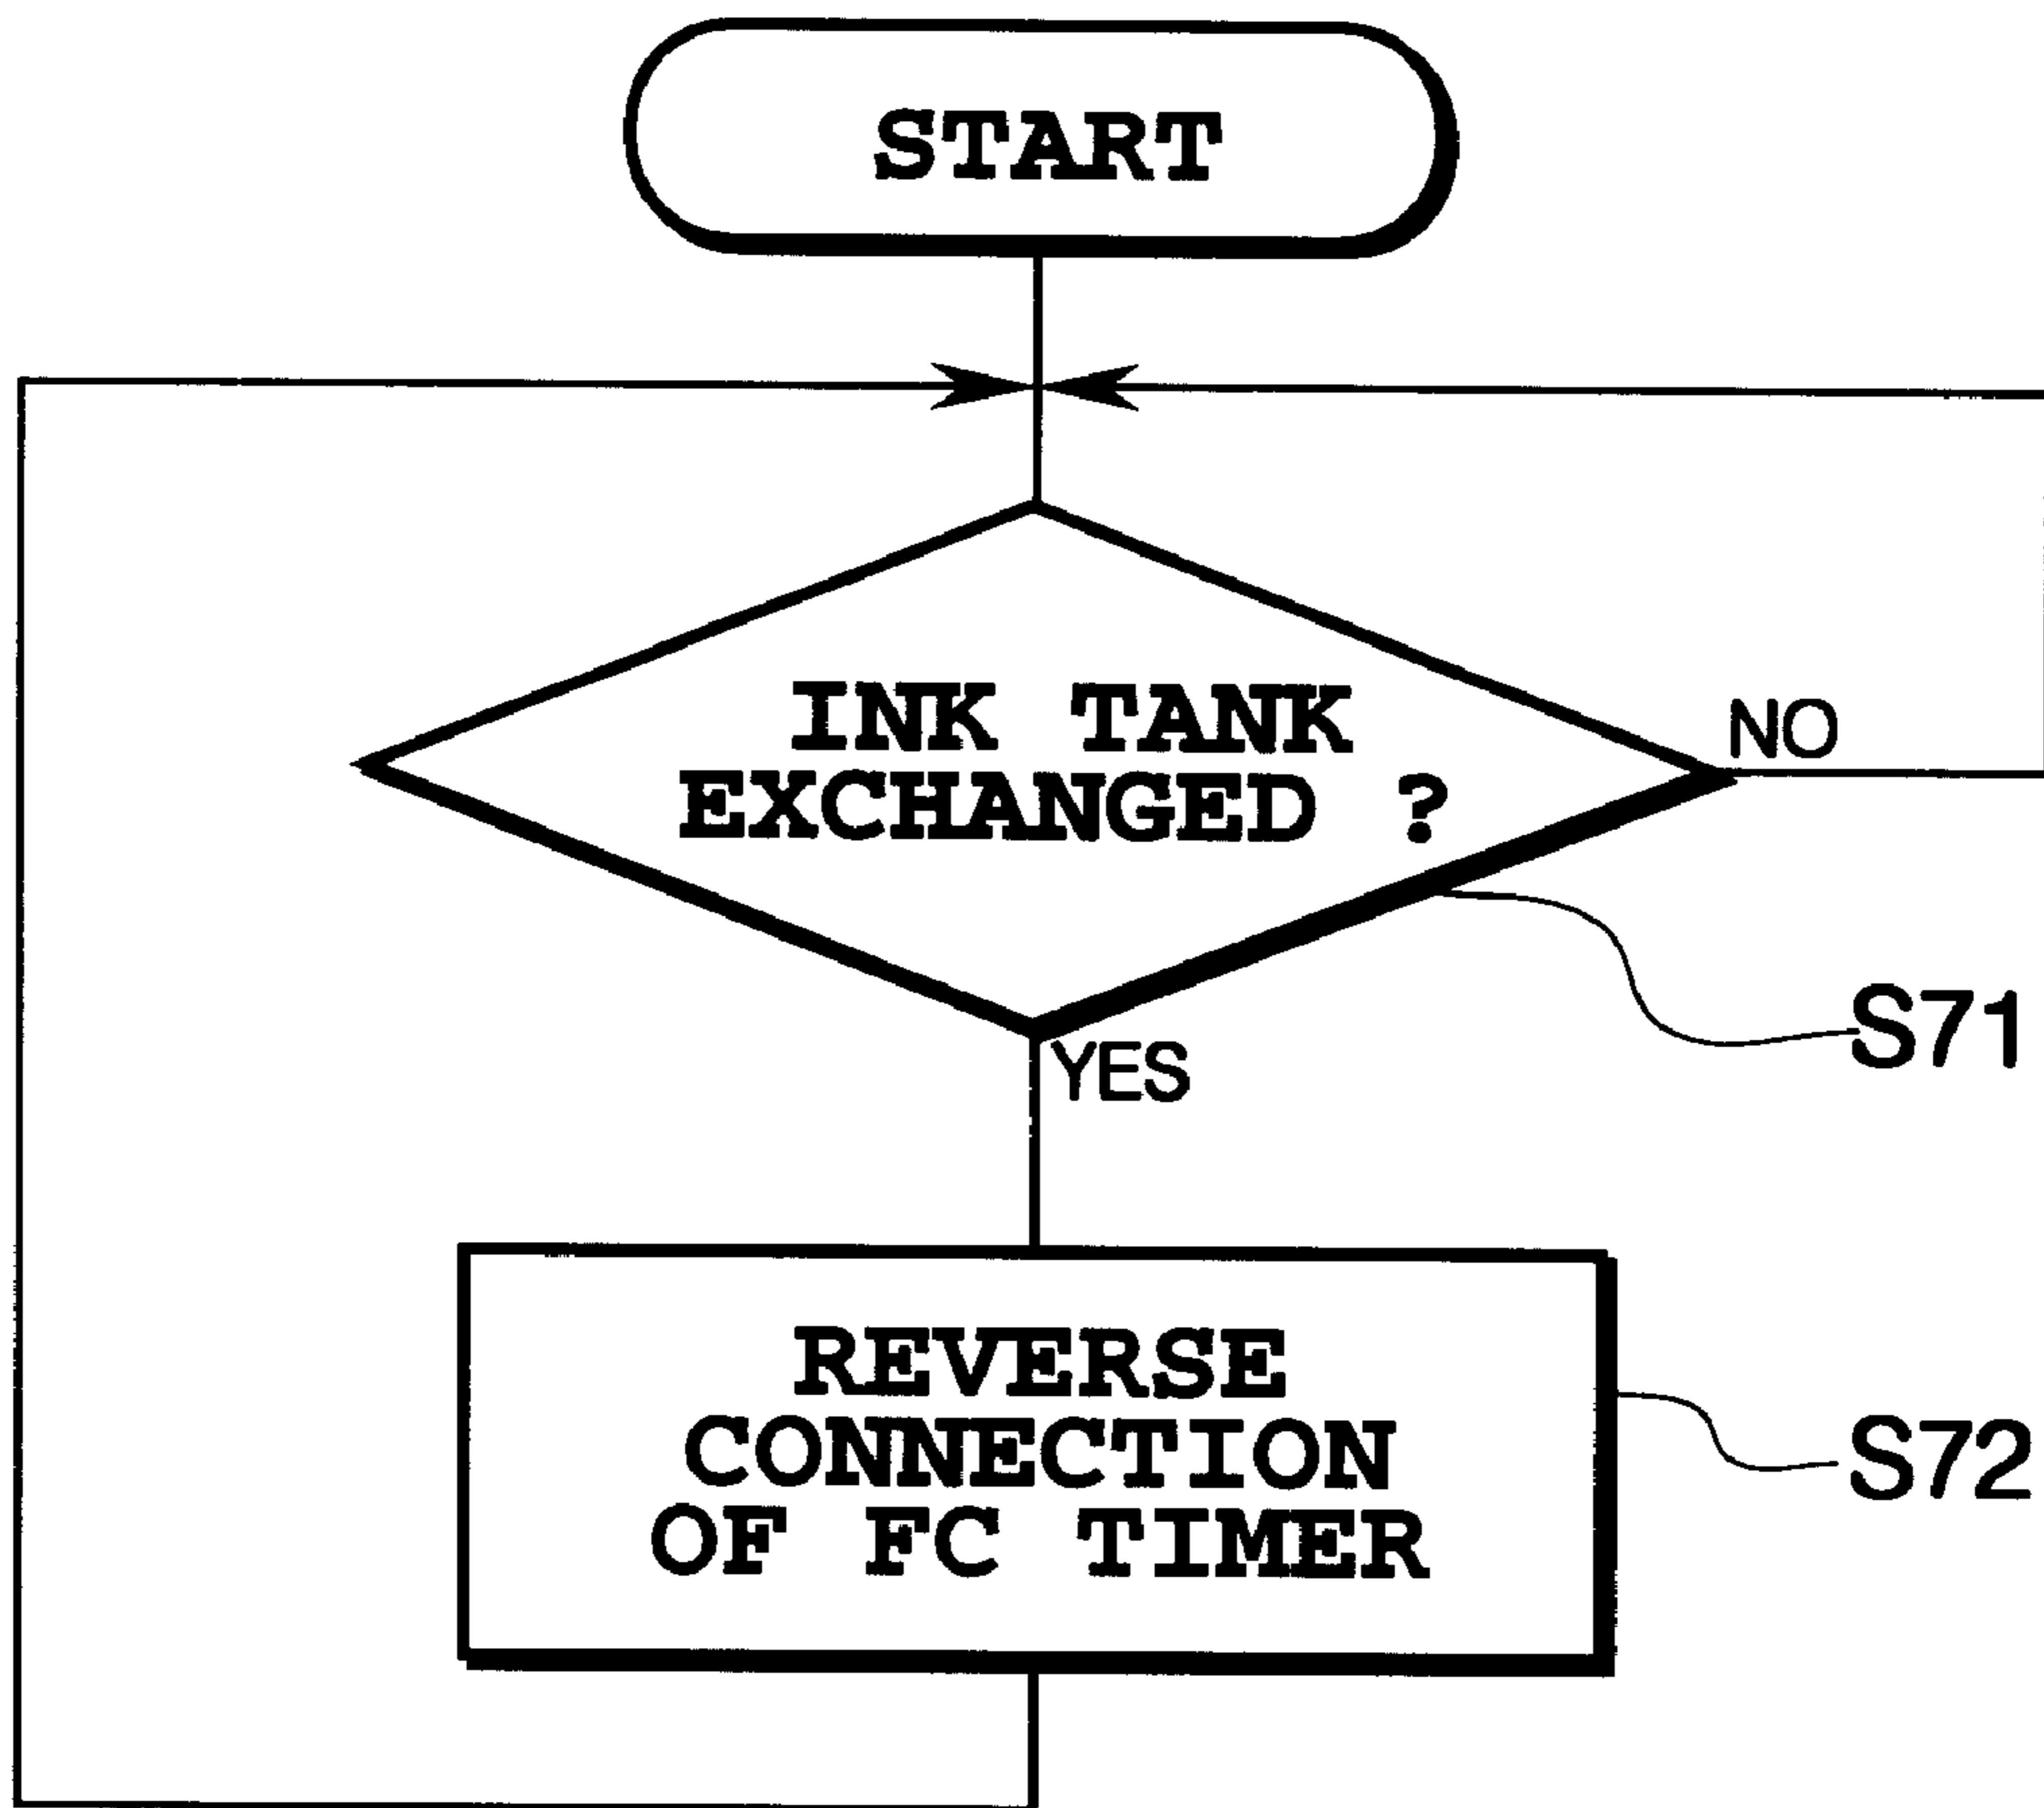 START
INK TANK
EXCHANGED ?
NO
S71
YES
REVERSE
CONNECTION
OF FC TIMER
S72